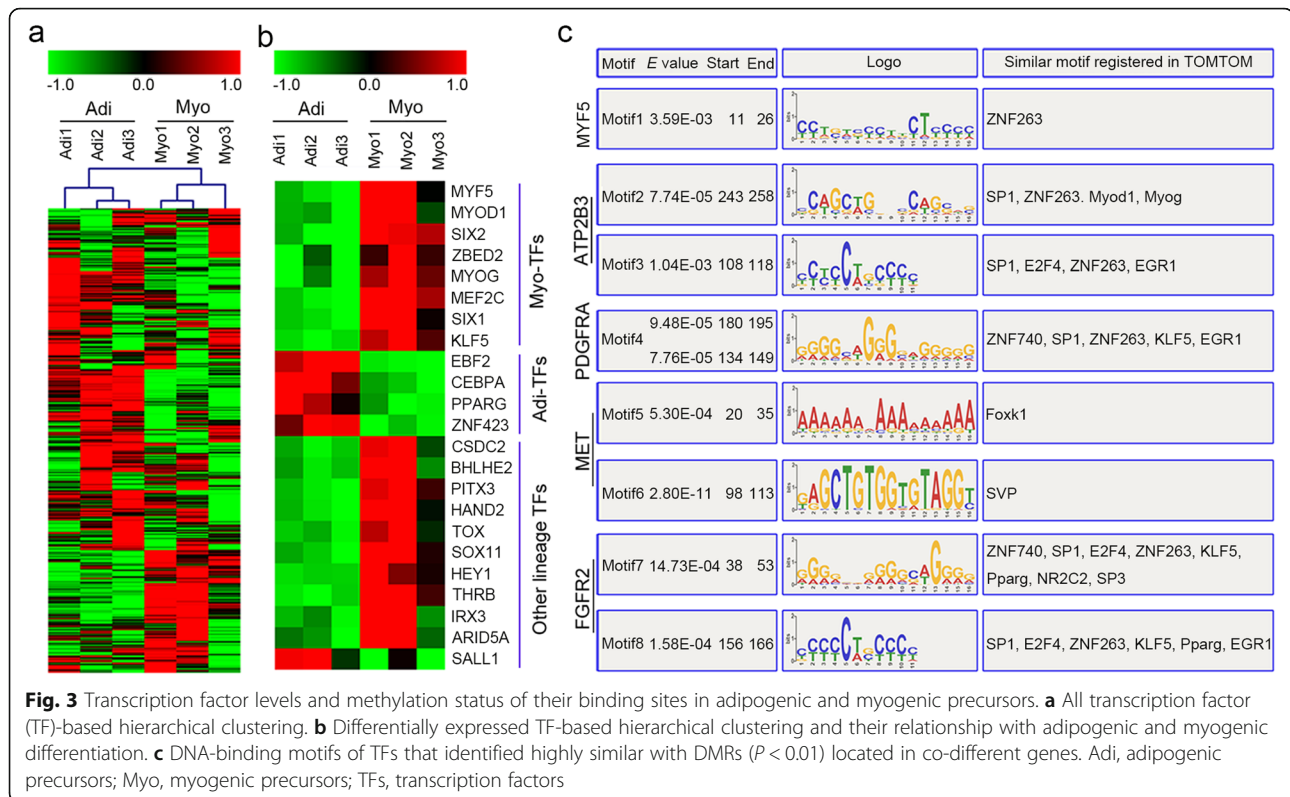 a
-1.0 0.0 1.0
Adi Myo
Adi1 Adi2 Adi3 Myo1 Myo2 Myo3
b
-1.0 0.0 1.0
Adi Myo
Adi1 Adi2 Adi3 Myo1 Myo2 Myo3
MYF5
MYOD1
SIX2
ZBED2
MYOG
MEF2C
SIX1
KLF5
EBF2
CEBPA
PPARG
ZNF423
CSDC2
BHLHE2
PITX3
HAND2
TOX
SOX11
HEY1
THRB
IRX3
ARID5A
SALL1
Myo-TFs
Adi-TFs
Other lineage TFs
c
Motif E value Start End Logo Similar motif registered in TOMTOM
MYF5
Motif1 3.59E-03 11 26 ZNF263
ATP2B3
Motif2 7.74E-05 243 258 SP1, ZNF263. Myod1, Myog
Motif3 1.04E-03 108 118 SP1, E2F4, ZNF263, EGR1
PDGFRA
Motif4 9.48E-05 180 195 ZNF740, SP1, ZNF263, KLF5, EGR1
7.76E-05 134 149
MET
Motif5 5.30E-04 20 35 Foxk1
Motif6 2.80E-11 98 113 SVP
FGFR2
Motif7 14.73E-04 38 53 ZNF740, SP1, E2F4, ZNF263, KLF5,
Pparg, NR2C2, SP3
Motif8 1.58E-04 156 166 SP1, E2F4, ZNF263, KLF5, Pparg, EGR1
Fig. 3 Transcription factor levels and methylation status of their binding sites in adipogenic and myogenic precursors. a All transcription factor
(TF)-based hierarchical clustering. b Differentially expressed TF-based hierarchical clustering and their relationship with adipogenic and myogenic
differentiation. c DNA-binding motifs of TFs that identified highly similar with DMRs (P < 0.01) located in co-different genes. Adi, adipogenic
precursors; Myo, myogenic precursors; TFs, transcription factors